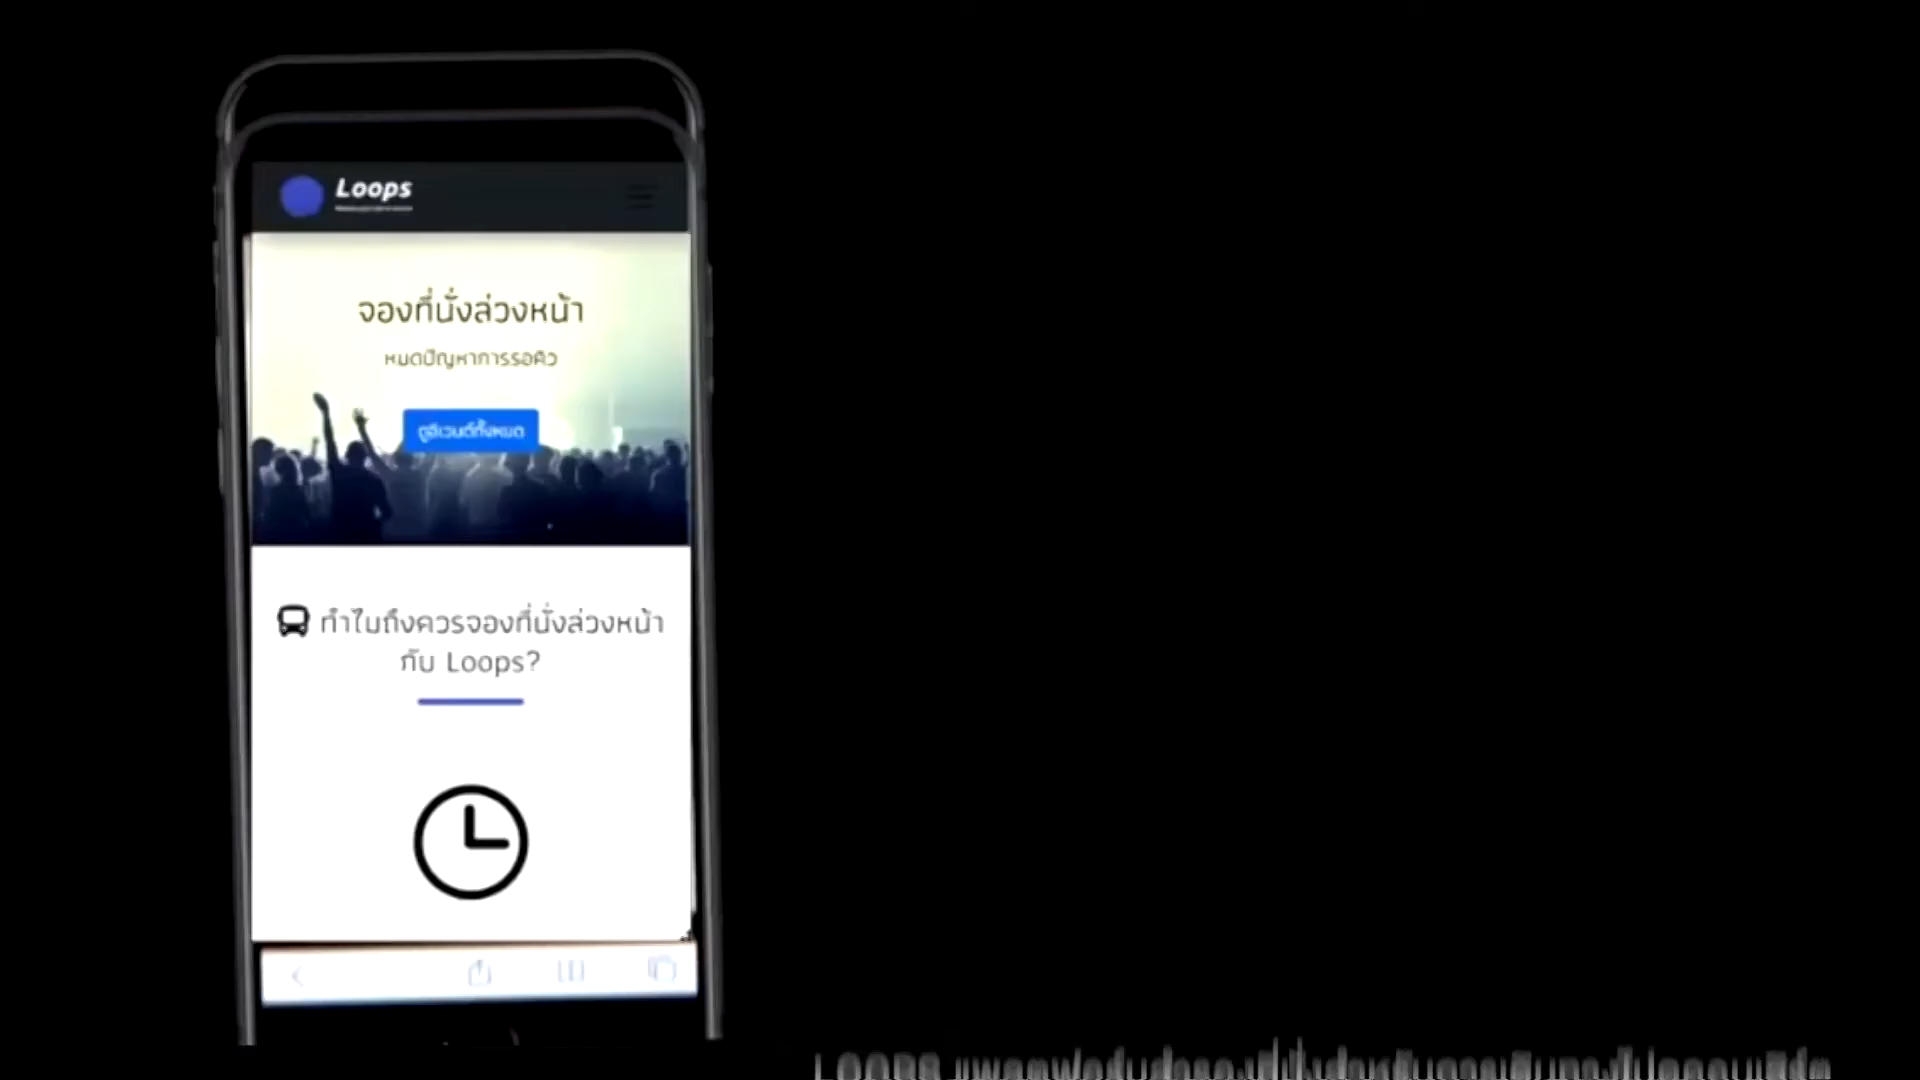 Loops
จองที่นั่งล่วงหน้า
หมดปัญหาการรอคิว
ดูอีเวนต์ทั้งหมด
ทำไมถึงควรจองที่นั่งล่วงหน้า
กับ Loops?
LOOPS